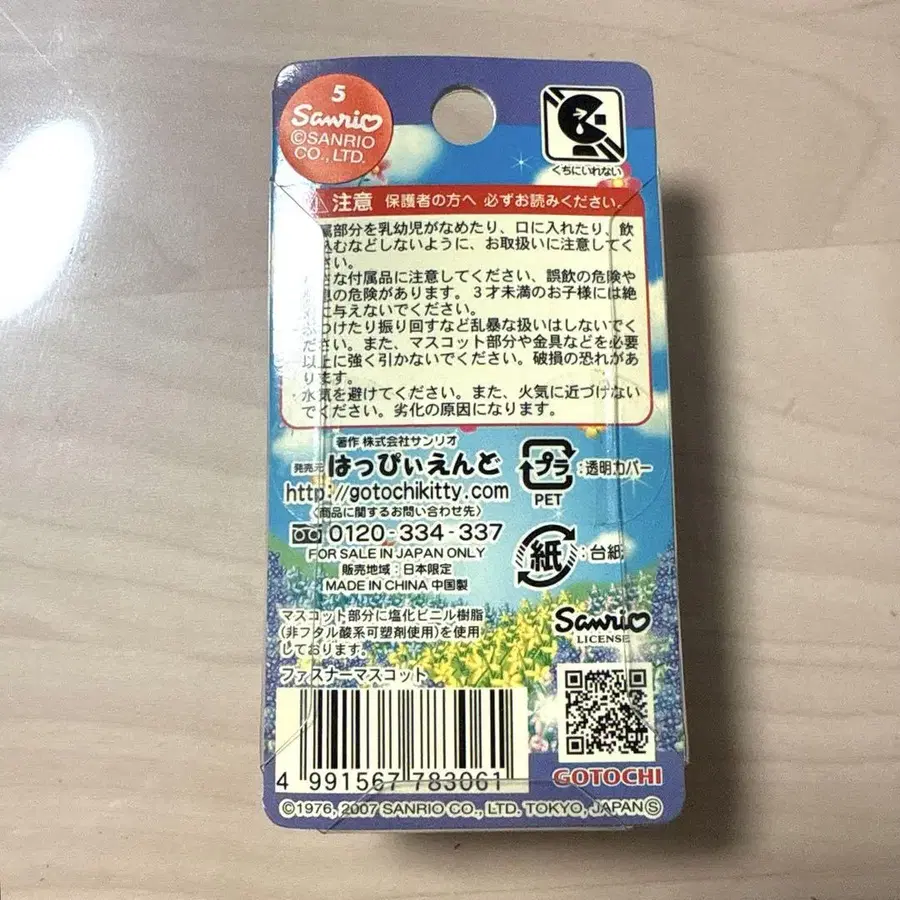 5
Sanrio
©SANRIO
CO., LTD.
くちにいれない
注意 保護者の方へ 必ずお読みください。
属部分を乳幼児がなめたり、口に入れたり、飲
込むなどしないように、お取扱いに注意してく
さい。
さな付属品に注意してください、誤飲の危険や
息の危険があります。3才未満のお子様には絶
に与えないでください。
つけたり振り回すなど乱暴な扱いはしないでく
ださい。また、マスコット部分や金具などを必要
以上に強く引かないでください。破損の恐れがあ
ります。
・水気を避けてください。また、火気に近づけない
でください。劣化の原因になります。
著作 株式会社サンリオ
発売元 はっぴぃえんど
http://gotochikitty.com
〈商品に関するお問い合わせ先〉
0120-334-337
FOR SALE IN JAPAN ONLY
販売地域:日本限定
MADE IN CHINA 中国製
プラ :透明カバー
PET
紙 :台紙
マスコット部分に塩化ビニル樹脂
(非フタル酸系可塑剤使用)を使用
しております。
ファスナーマスコット
Sanrio
LICENSE
4 991567 783061
GOTOCHI
©1976, 2007 SANRIO CO., LTD. TOKYO, JAPAN Ⓢ